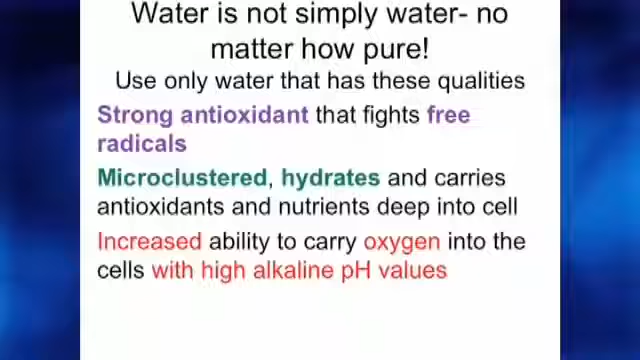 Water is not simply water- no
matter how pure!
Use only water that has these qualities
Strong antioxidant that fights free
radicals
Microclustered, hydrates and carries
antioxidants and nutrients deep into cell
Increased ability to carry oxygen into the
cells with high alkaline pH values